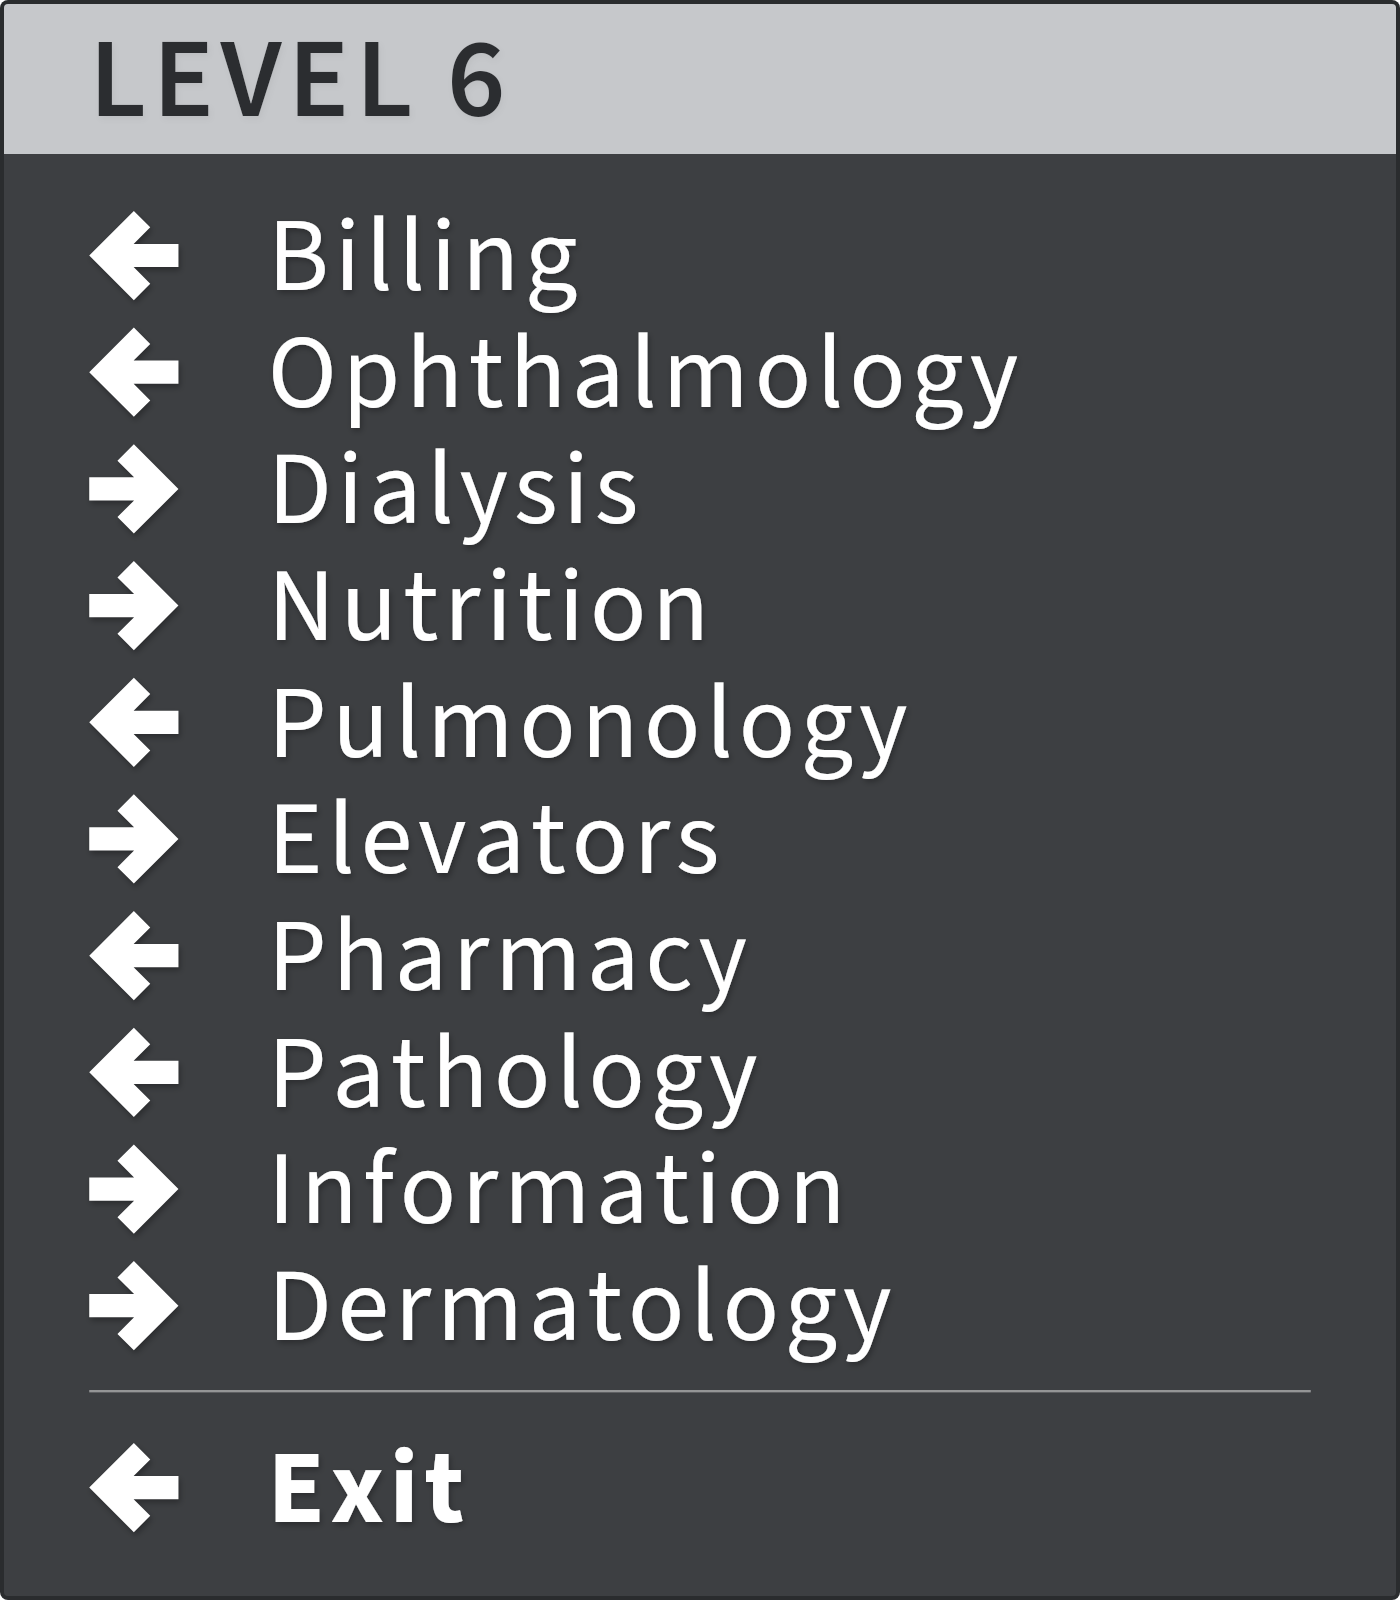 LEVEL 6
Billing
Ophthalmology
Dialysis
Nutrition
Pulmonology
Elevators
Pharmacy
Pathology
Information
Dermatology
Exit